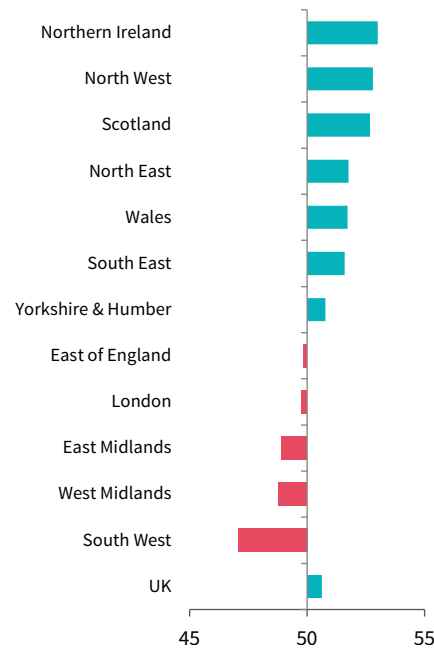 Northern Ireland
North West
Scotland
North East
Wales
South East
Yorkshire & Humber
East of England
London
East Midlands
West Midlands
South West
UK
45 50 55